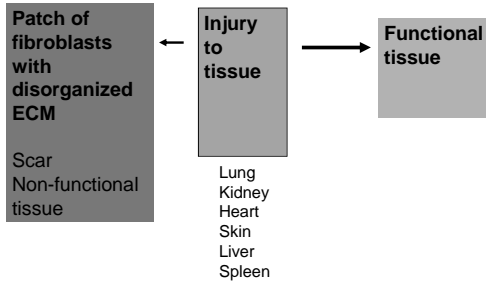 Patch of
fibroblasts
with
disorganized
ECM
Scar
Non-functional
tissue
Injury
to
tissue
Lung
Kidney
Heart
Skin
Liver
Spleen
Functional
tissue